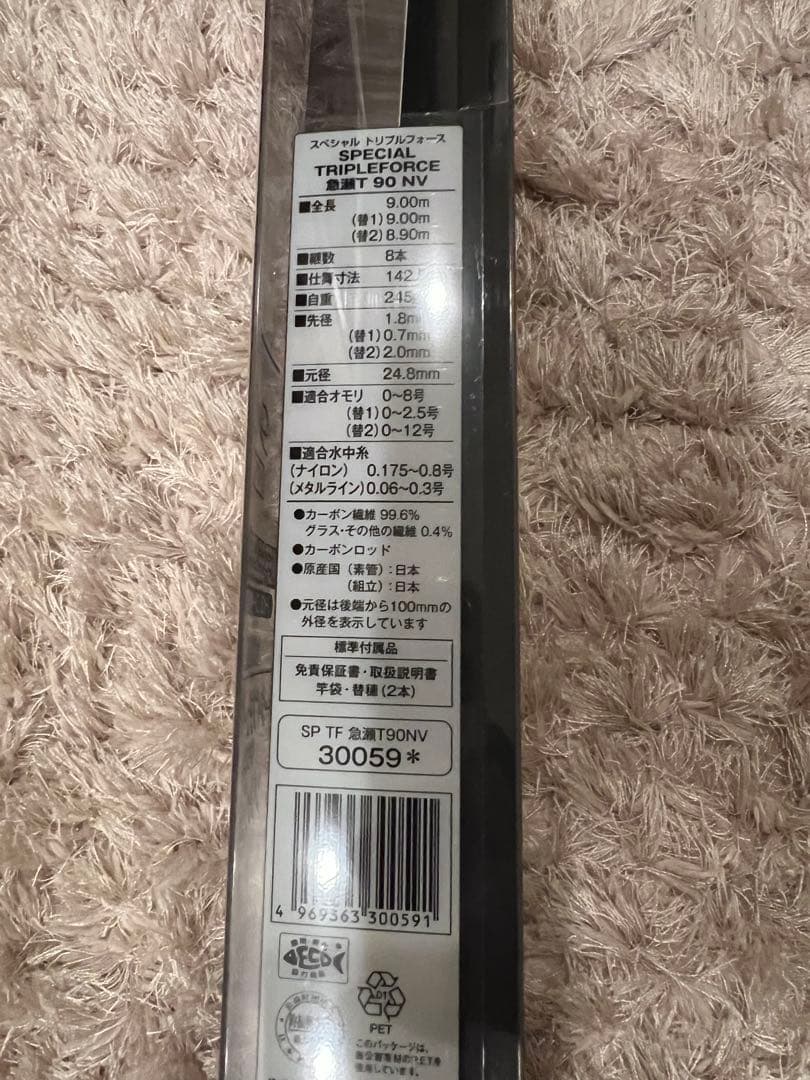 スペシャル トリプルフォース
SPECIAL
TRIPLEFORCE
急瀬T 90 NV
■全長 9.00m
(替1)9.00m
(替2)8.90m
■継数 8本
■仕舞寸法 142.
■自重 245
■先径 1.8m
(替1)0.7mm
(替2)2.0mm
■元径 24.8mm
■適合オモリ 0~8号
(替1)0~2.5号
(替2)0~12号
■適合水中糸
(ナイロン) 0.175~0.8号
(メタルライン)0.06~0.3号
●カーボン繊維 99.6%
グラス・その他の繊維 0.4%
●カーボンロッド
●原産国(素管):日本
(組立):日本
●元径は後端から100mmの
外径を表示しています
標準付属品
免責保証書・取扱説明書
竿袋・替穂(2本)
SP TF 急瀬T90NV
30059*
4 969363 300591
ECO
01
PET
このパッケージは、